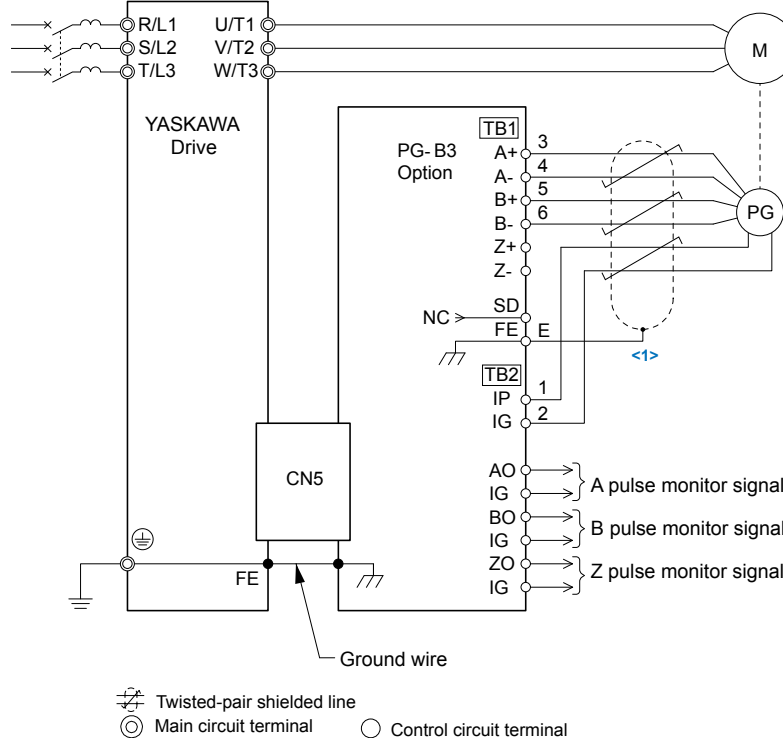 R/L1
S/L2
T/L3
U/T1
V/T2
W/T3
M
YASKAWA
Drive
PG- B3
Option
TB1
A+ 3
A- 4
B+ 5
B- 6
Z+
Z-
PG
NC
SD
FE E
<1>
TB2
IP 1
IG 2
CN5
AO
IG
A pulse monitor signal
BO
IG
B pulse monitor signal
ZO
IG
Z pulse monitor signal
FE
Ground wire
Twisted-pair shielded line
Main circuit terminal
Control circuit terminal